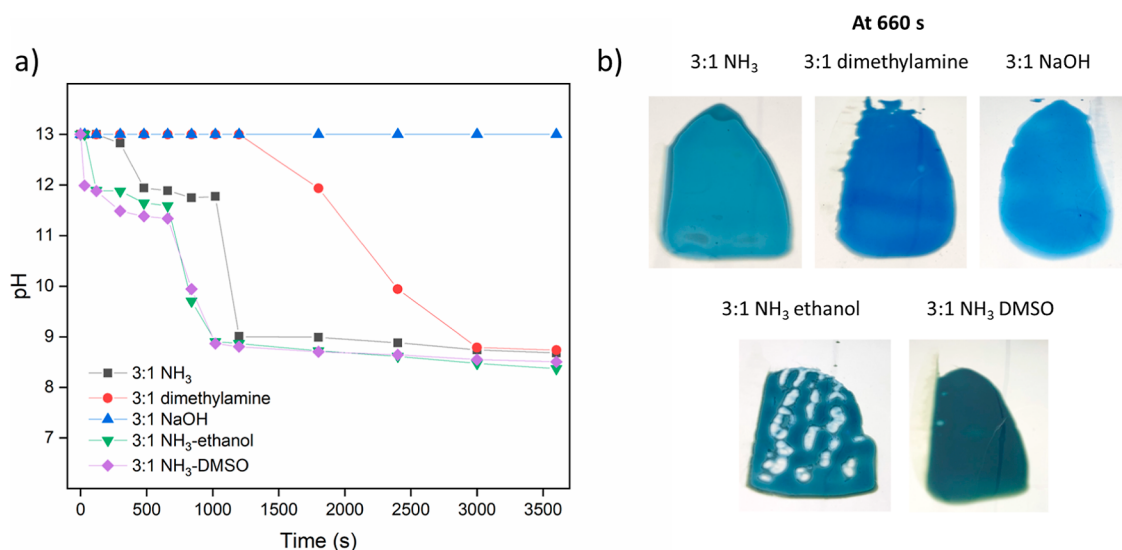 a)
pH
13
12
11
10
9
8
7
3:1 NH₃
3:1 dimethylamine
3:1 NaOH
3:1 NH₃-ethanol
3:1 NH₃-DMSO
0 500 1000 1500 2000 2500 3000 3500
Time (s)
b)
At 660 s
3:1 NH₃ 3:1 dimethylamine 3:1 NaOH
3:1 NH₃ ethanol 3:1 NH₃ DMSO